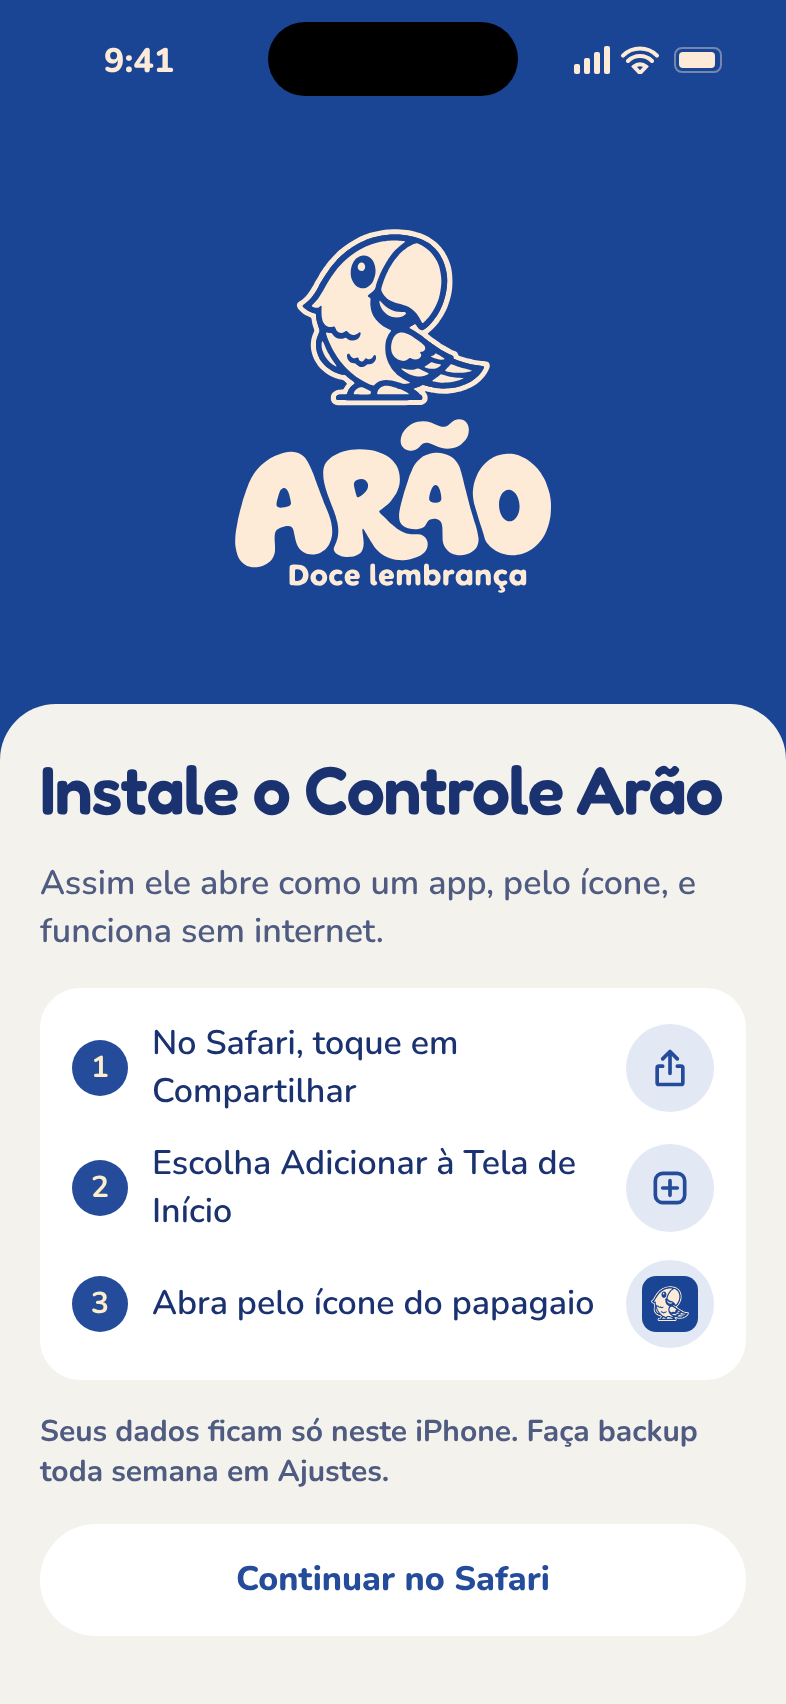 9:41
ARÃO
Doce lembrança
Instale o Controle Arão
Assim ele abre como um app, pelo ícone, e
funciona sem internet.
1
No Safari, toque em
Compartilhar
2
Escolha Adicionar à Tela de
Início
3
Abra pelo ícone do papagaio
Seus dados ficam só neste iPhone. Faça backup
toda semana em Ajustes.
Continuar no Safari